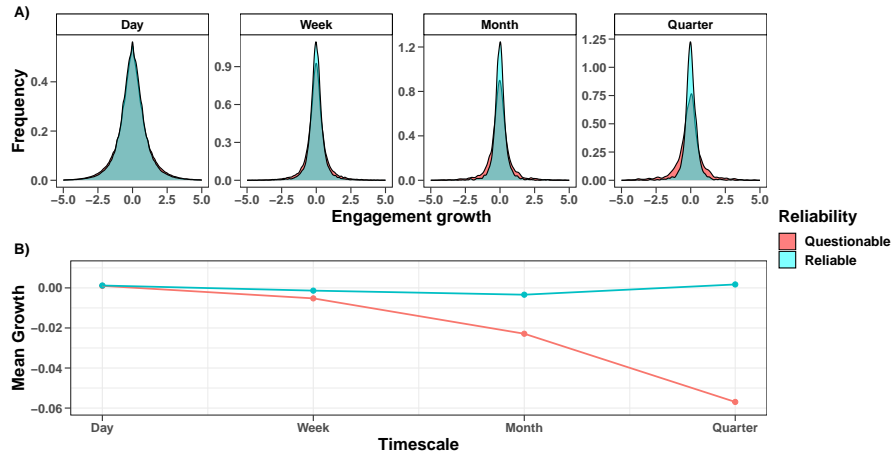 A)
Day Week Month Quarter
Frequency
0.0 0.2 0.4
0.0 0.3 0.6 0.9
0.0 0.4 0.8 1.2
0.00 0.25 0.50 0.75 1.00 1.25
−5.0 −2.5 0.0 2.5 5.0 −5.0 −2.5 0.0 2.5 5.0 −5.0 −2.5 0.0 2.5 5.0 −5.0 −2.5 0.0 2.5 5.0
Engagement growth
Reliability
Questionable
Reliable
B)
Mean Growth
0.00
−0.02
−0.04
−0.06
Day Week Month Quarter
Timescale